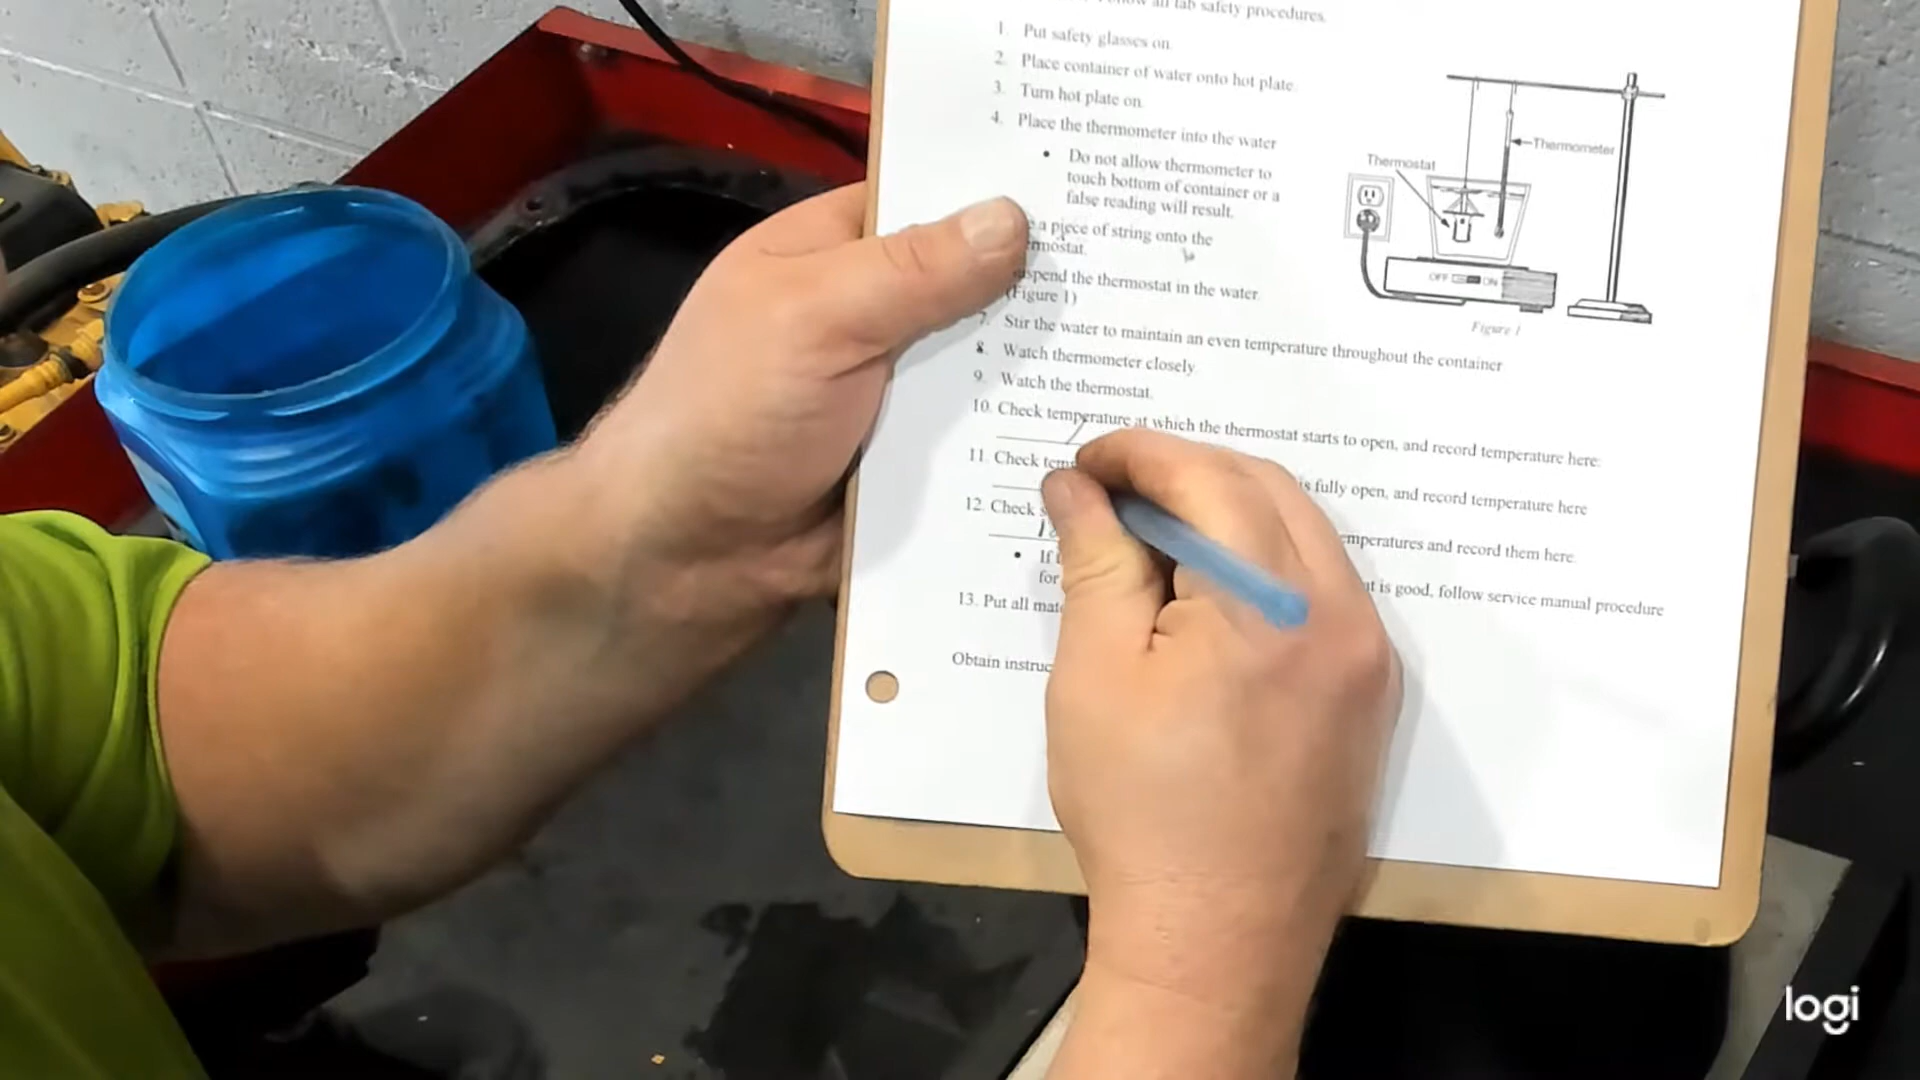 all lab safety procedures.
1. Put safety glasses on.
2. Place container of water onto hot plate.
3. Turn hot plate on.
4. Place the thermometer into the water
• Do not allow thermometer to
touch bottom of container or a
false reading will result.
a piece of string onto the
spend the thermostat in the water.
(Figure 1)
Thermostat
Thermometer
OFF ON
Figure 1
7. Stir the water to maintain an even temperature throughout the container
8. Watch thermometer closely
9. Watch the thermostat.
10. Check temperature at which the thermostat starts to open, and record temperature here:
11. Check is fully open, and record temperature here
12. Check mperatures and record them here.
• If is good, follow service manual procedure
for
13. Put all
Obtain
logi